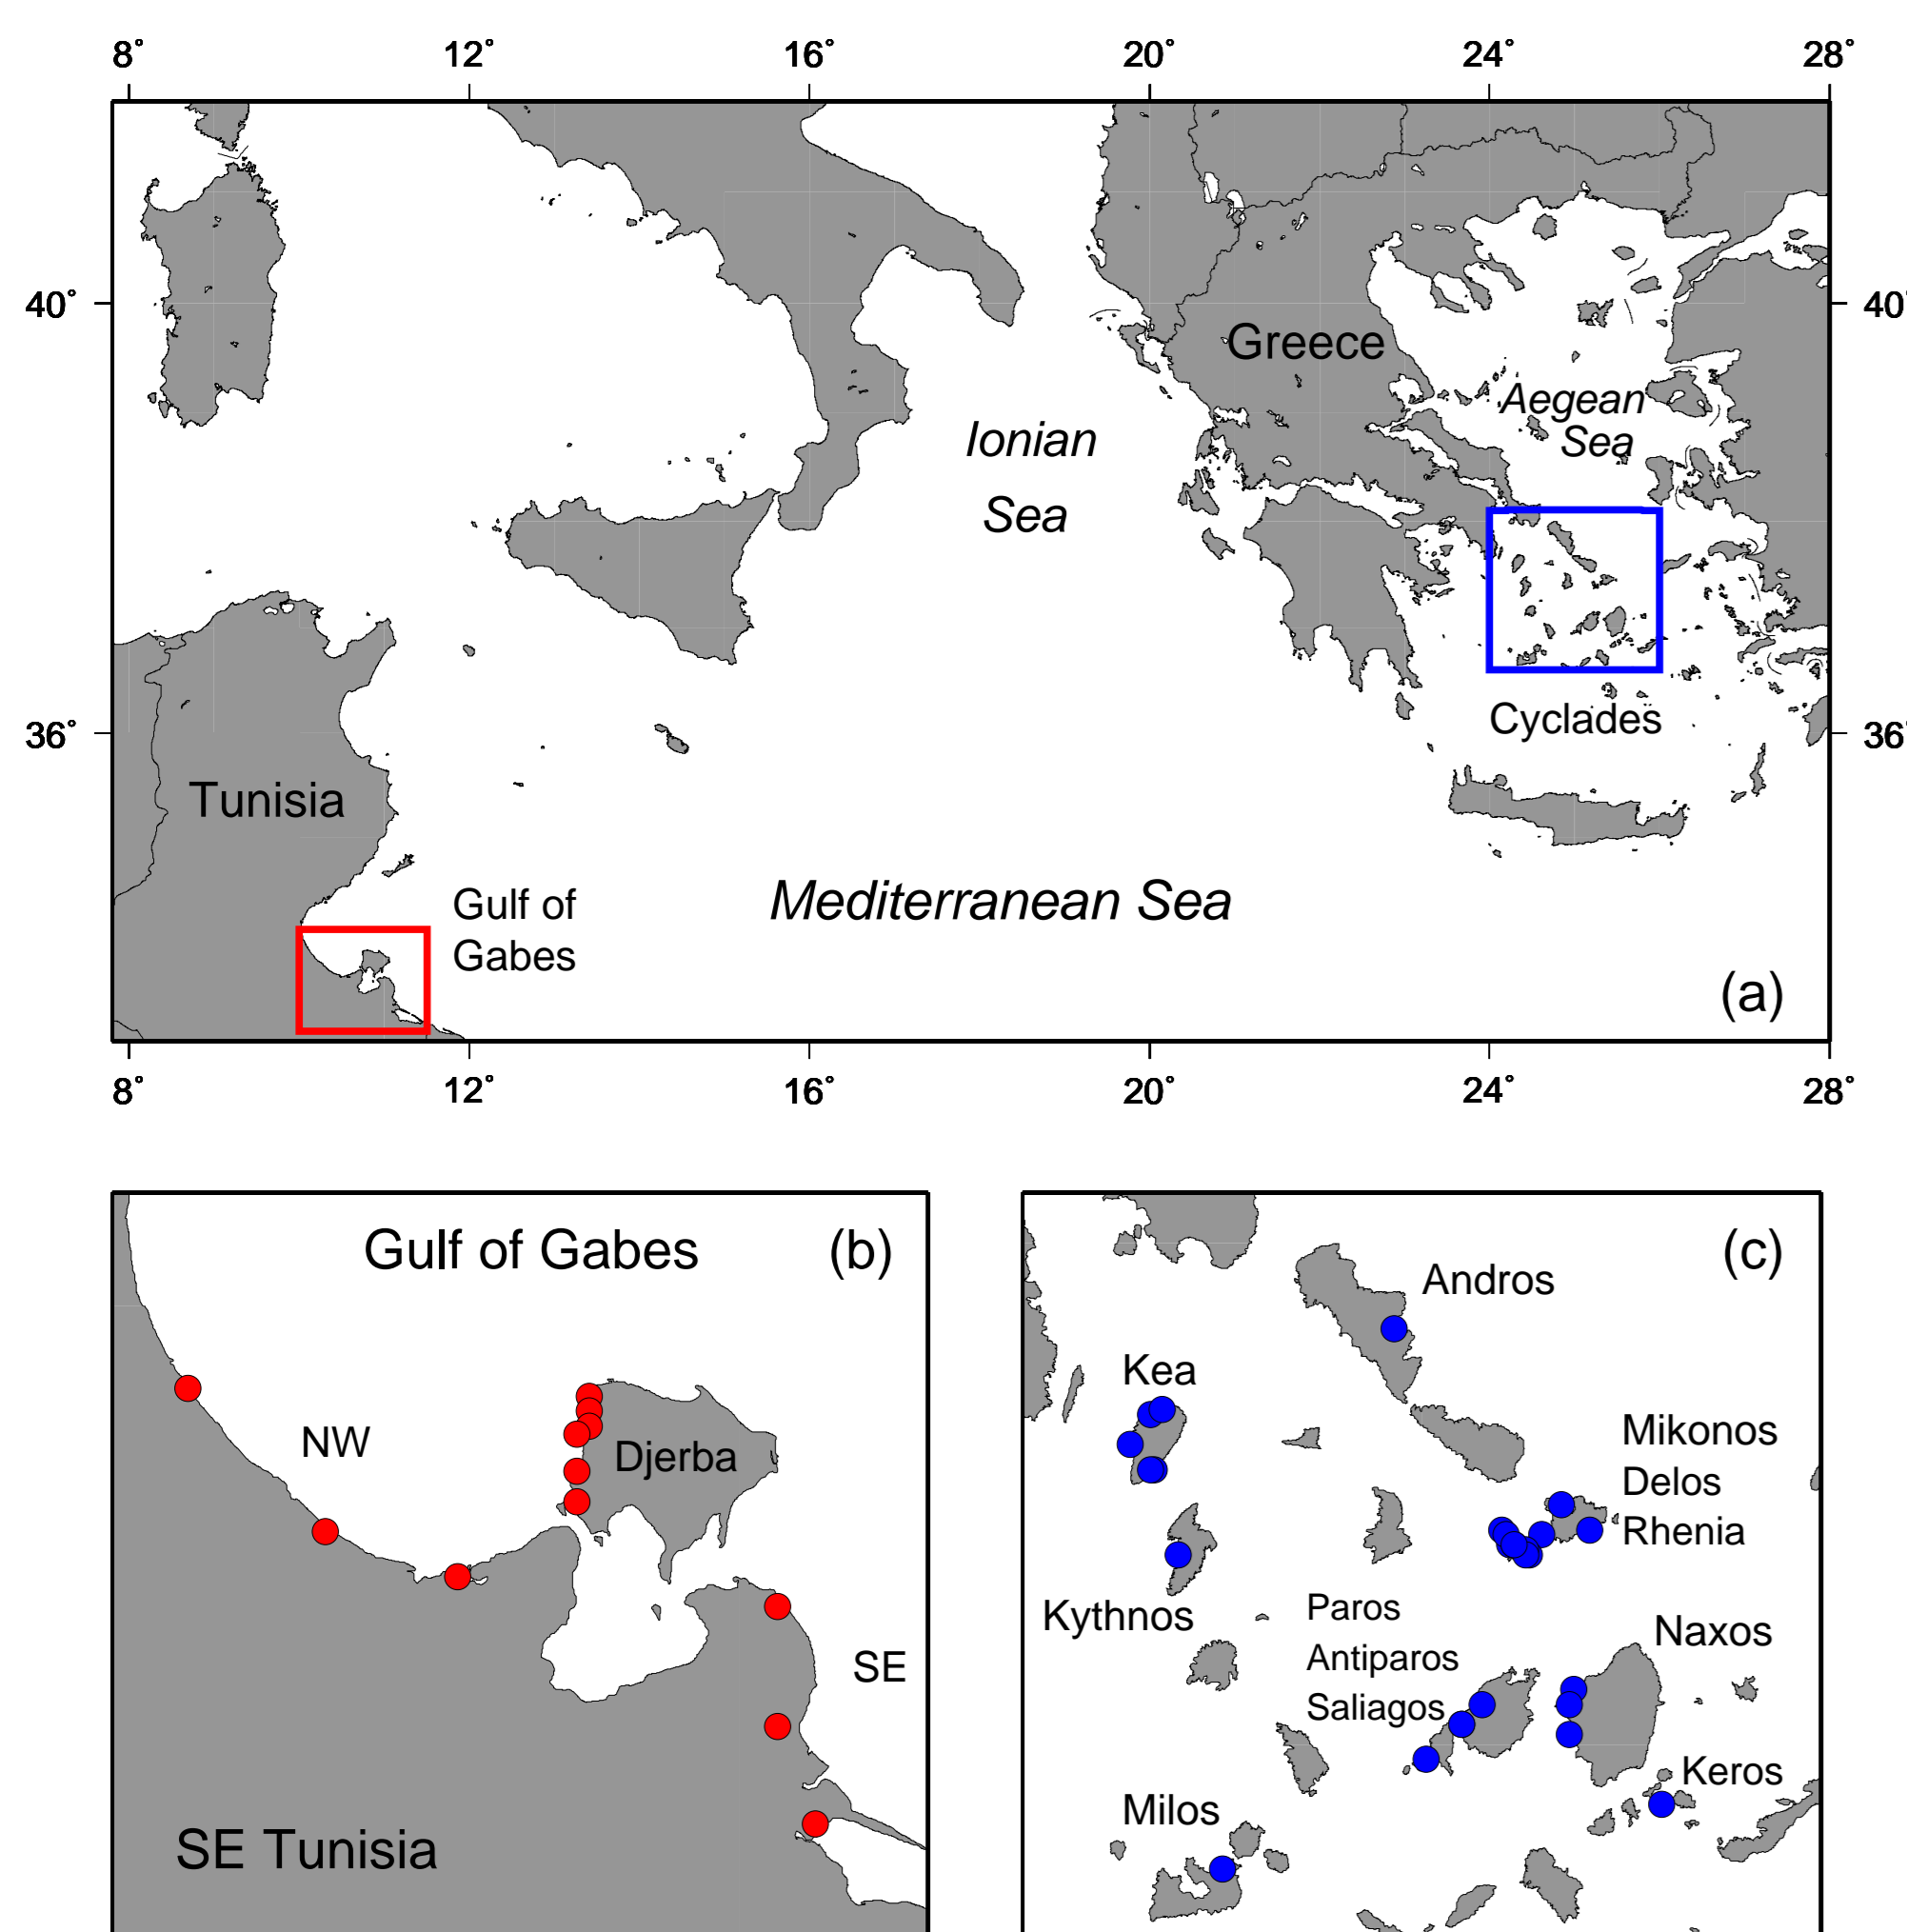 8° 12° 16° 20° 24° 28°
40° 40°
Greece
Aegean
Sea
Ionian
Sea
36° 36°
Cyclades
Tunisia
Gulf of
Gabes
Mediterranean Sea
(a)
8° 12° 16° 20° 24° 28°
Gulf of Gabes (b)
NW
Djerba
SE
SE Tunisia
(c)
Andros
Kea
Mikonos
Delos
Rhenia
Kythnos
Paros
Antiparos
Saliagos
Naxos
Keros
Milos